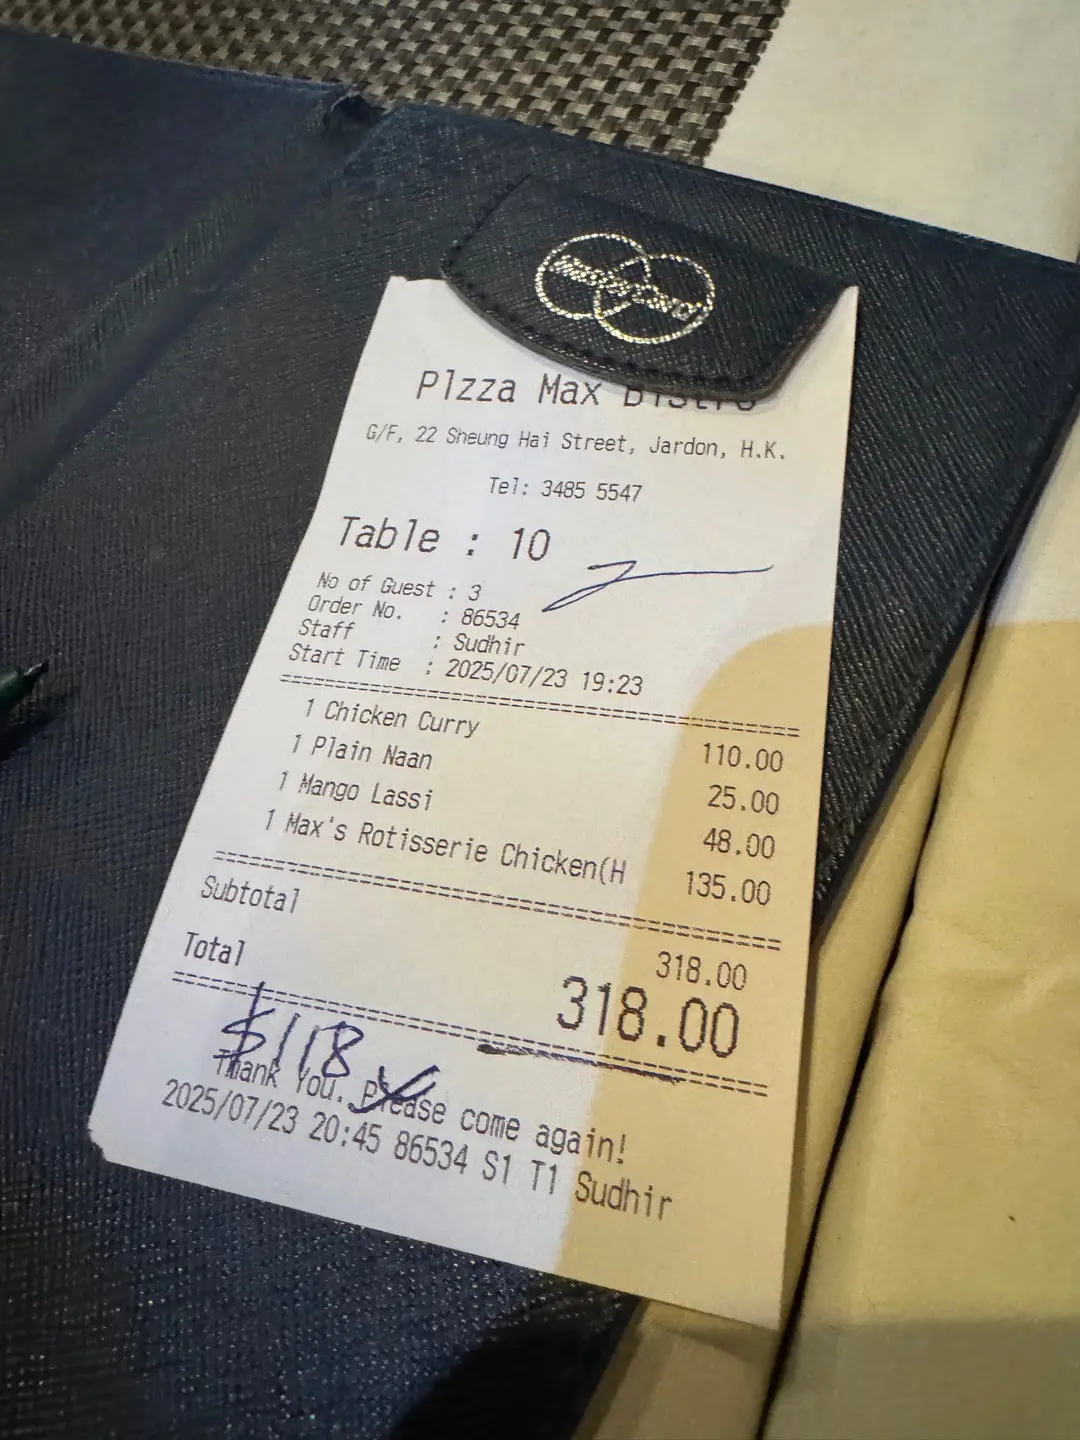 mastercard
Pizza Max Bistro
G/F, 22 Sheung Hai Street, Jardon, H.K.
Tel: 3485 5547
Table : 10
No of Guest : 3
Order No. : 86534
Staff : Sudhir
Start Time : 2025/07/23 19:23
1 Chicken Curry 110.00
1 Plain Naan 25.00
1 Mango Lassi 48.00
1 Max's Rotisserie Chicken(H 135.00
Subtotal 318.00
Total 318.00
$118
Thank You. Please come again!
2025/07/23 20:45 86534 S1 T1 Sudhir